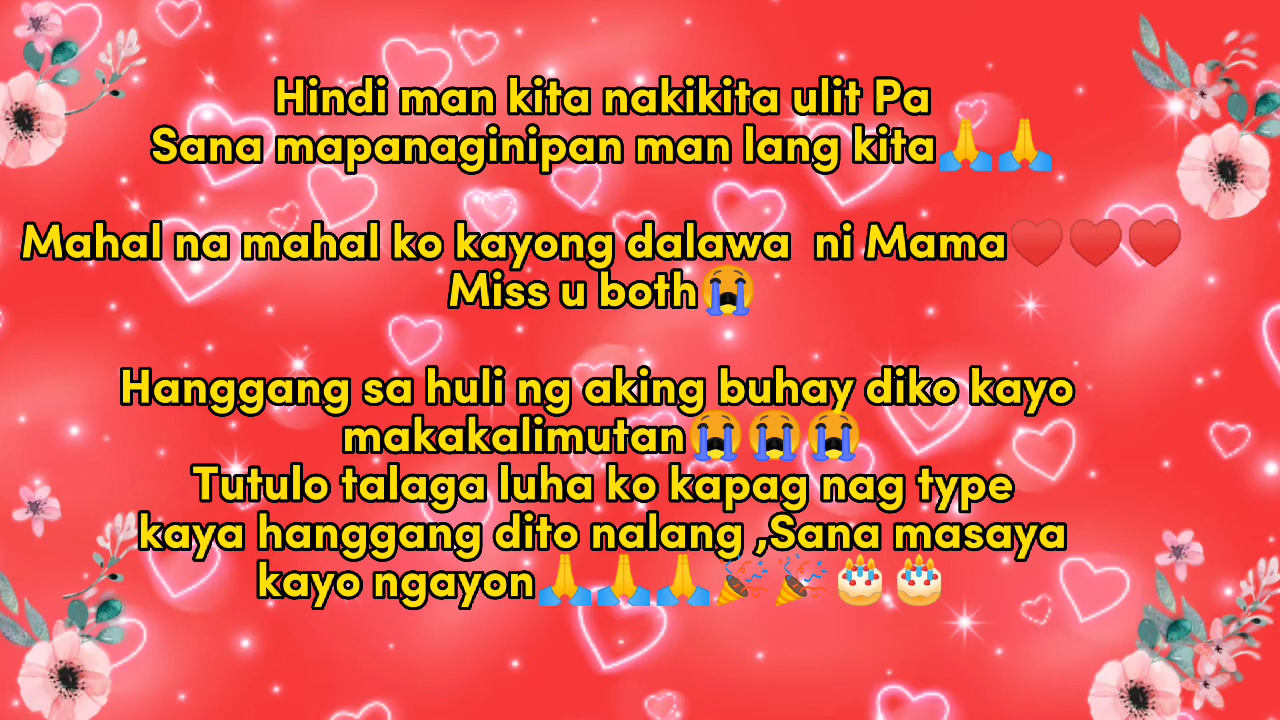 Hindi man kita nakikita ulit Pa
Sana mapanaginipan man lang kita🙏🙏
Mahal na mahal ko kayong dalawa  ni Mama♥️♥️♥️
Miss u both😭
Hanggang sa huli ng aking buhay diko kayo
makakalimutan😭😭😭
Tutulo talaga luha ko kapag nag type
kaya hanggang dito nalang ,Sana masaya
kayo ngayon🙏🙏🙏🎉🎉🎂🎂